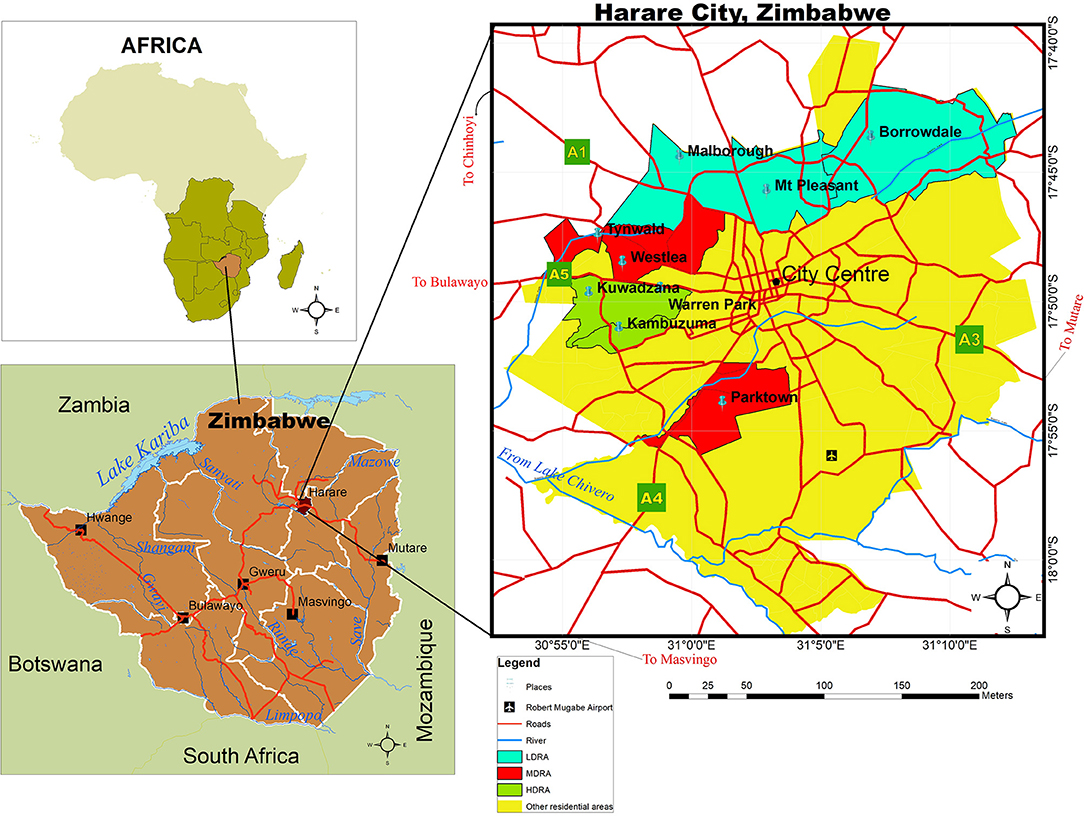 Harare City, Zimbabwe
AFRICA
N
W E
S
Zambia
Zimbabwe
Lake Kariba
Sanyati
Mazowe
Harare
Hwange
Shangani
Mutare
Gweru
Gwayi
Bulawayo
Masvingo
Runde
Save
Botswana
Mozambique
Limpopo
South Africa
N
W E
S
To Chinhoyi
To Bulawayo
To Mutare
To Masvingo
17°40'0"S
17°45'0"S
17°50'0"S
17°55'0"S
18°0'0"S
30°55'0"E
31°0'0"E
31°5'0"E
31°10'0"E
A1
Borrowdale
Malborough
Mt Pleasant
Tynwald
Westlea
A5
City Centre
Kuwadzana
Warren Park
Kambuzuma
A3
Parktown
From Lake Chivero
A4
N
W E
S
Legend
Places
Robert Mugabe Airport
Roads
River
LDRA
MDRA
HDRA
Other residential areas
0 25 50 100 150 200
Meters